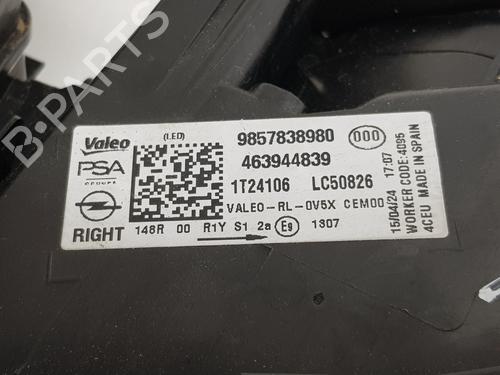 B-PARTS
Valeo (LED) 9857838980 000
PSA 463944839
GROUPE
1T24106 LC50826
VALEO-RL-0V5X CEM00
RIGHT 148R 00 R1Y S1 2a E9 1307
15/04/24 17:07
WORKER CODE:4095
4CEU MADE IN SPAIN